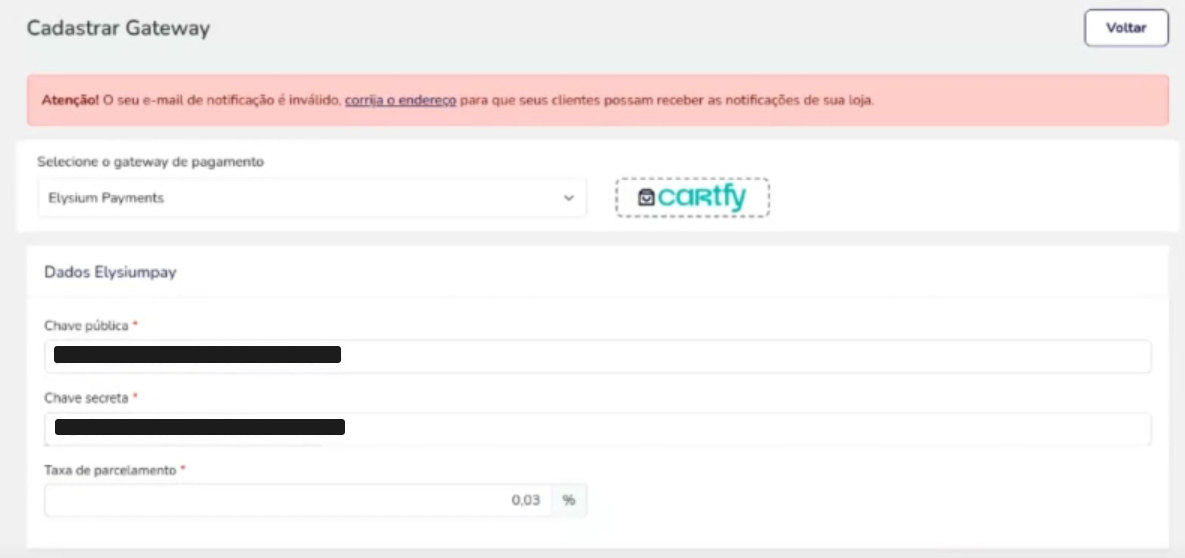 Cadastrar Gateway
Voltar
Atenção! O seu e-mail de notificação é inválido, corrija o endereço para que seus clientes possam receber as notificações de sua loja.
Selecione o gateway de pagamento
Elysium Payments
cartfy
Dados Elysiumpay
Chave pública *
Chave secreta *
Taxa de parcelamento *
0,03 %